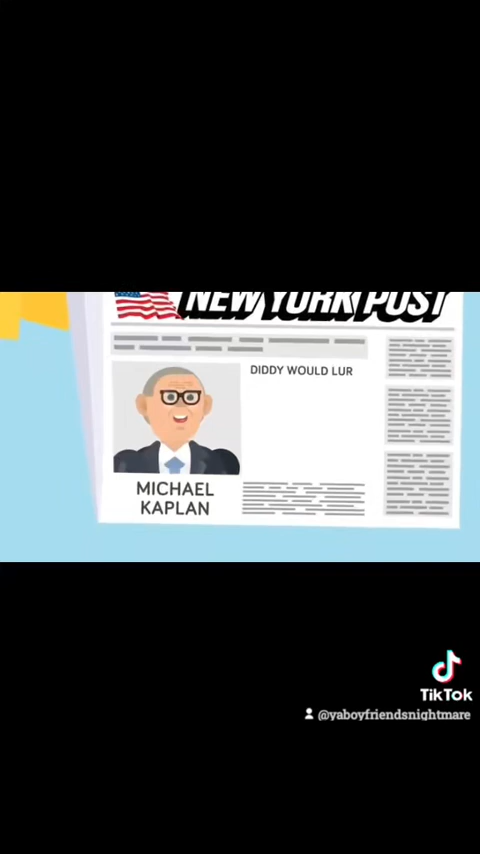 NEW YORK POST
DIDDY WOULD LUR
MICHAEL
KAPLAN
TikTok
@yaboyfriendsnightmare